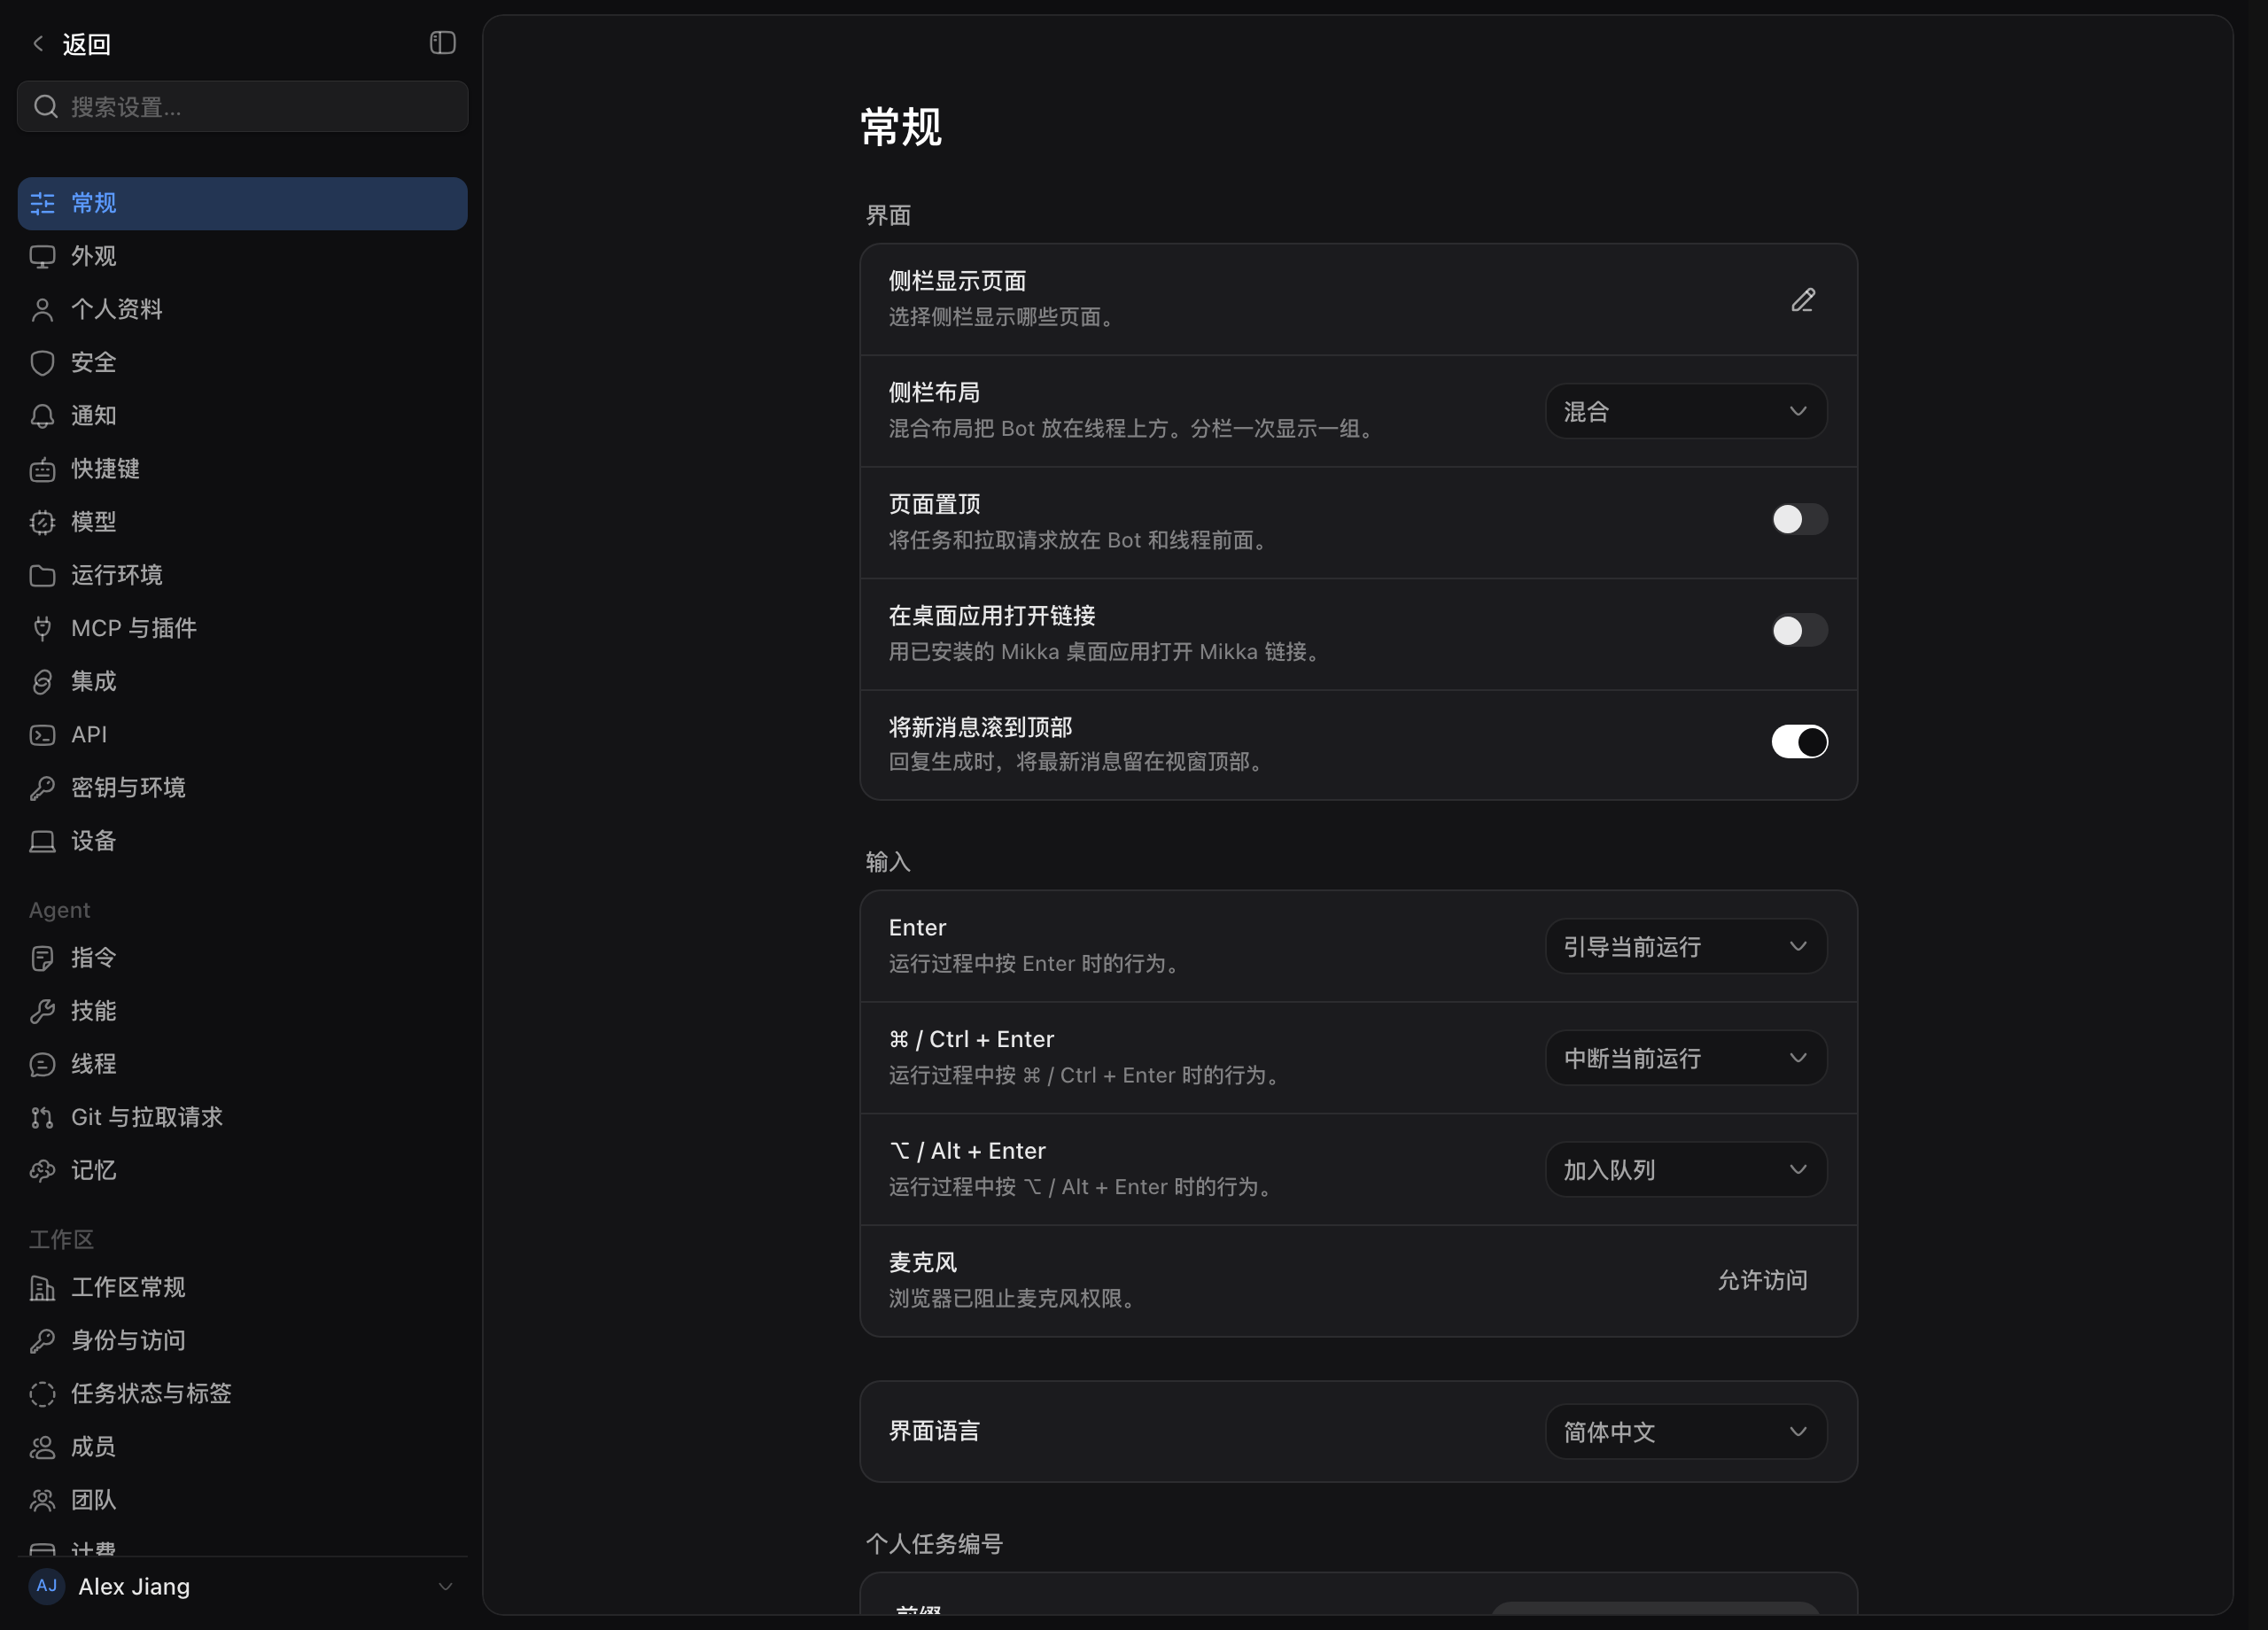 返回
搜索设置...
常规
外观
个人资料
安全
通知
快捷键
模型
运行环境
MCP 与插件
集成
API
密钥与环境
设备
Agent
指令
技能
线程
Git 与拉取请求
记忆
工作区
工作区常规
身份与访问
任务状态与标签
成员
团队
计费
AJ Alex Jiang
常规
界面
侧栏显示页面
选择侧栏显示哪些页面。
侧栏布局
混合布局把 Bot 放在线程上方。分栏一次显示一组。
混合
页面置顶
将任务和拉取请求放在 Bot 和线程前面。
在桌面应用打开链接
用已安装的 Mikka 桌面应用打开 Mikka 链接。
将新消息滚到顶部
回复生成时，将最新消息留在视窗顶部。
输入
Enter
运行过程中按 Enter 时的行为。
引导当前运行
⌘ / Ctrl + Enter
运行过程中按 ⌘ / Ctrl + Enter 时的行为。
中断当前运行
⌥ / Alt + Enter
运行过程中按 ⌥ / Alt + Enter 时的行为。
加入队列
麦克风
浏览器已阻止麦克风权限。
允许访问
界面语言
简体中文
个人任务编号
前缀